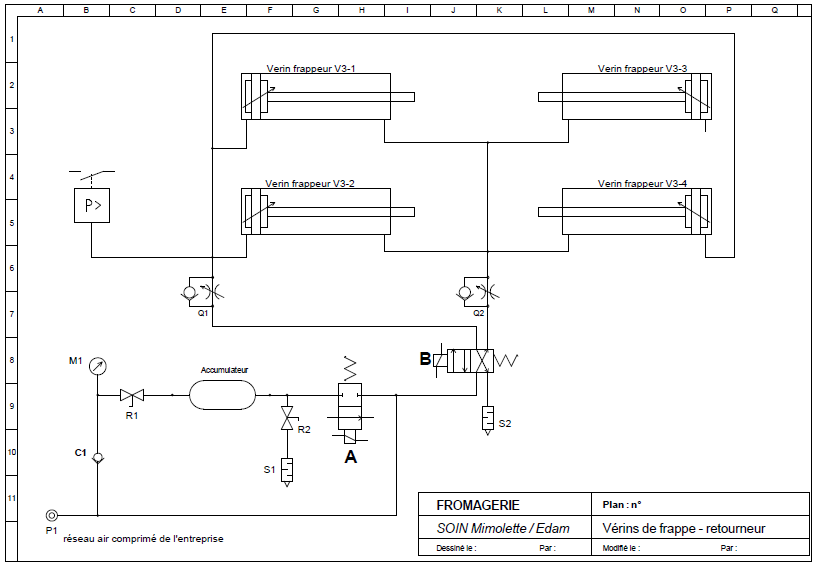 A B C D E F G H I J K L M N O P Q
1
Verin frappeur V3-1 Verin frappeur V3-3
2
3
4
Verin frappeur V3-2 Verin frappeur V3-4
P>
5
6
7
Q1 Q2
8
M1 Accumulateur B
9
R1 R2 S2
10
C1 S1 A
11
FROMAGERIE Plan : n°
SOIN Mimolette / Edam Vérins de frappe - retourneur
P1 réseau air comprimé de l'entreprise
Dessiné le : Par : Modifié le : Par :